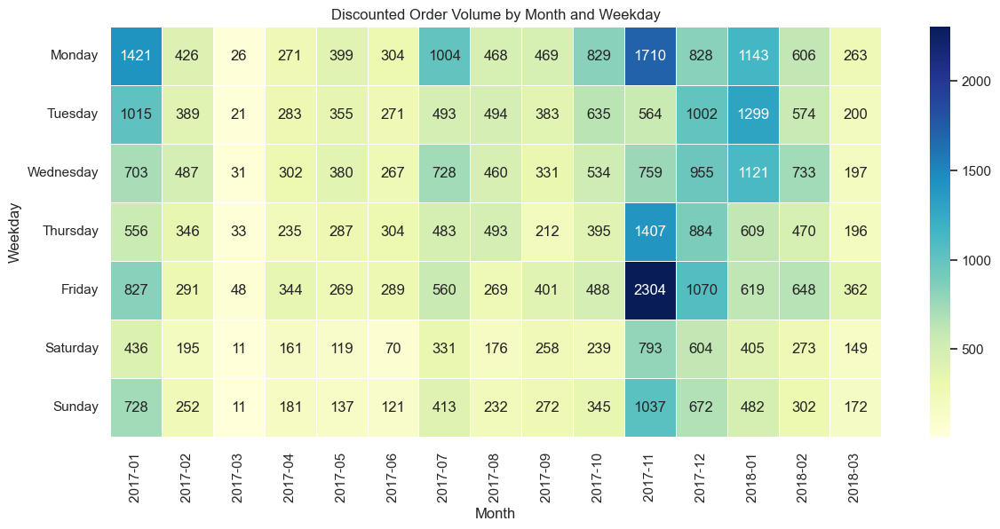 Discounted Order Volume by Month and Weekday
Monday 1421 426 26 271 399 304 1004 468 469 829 1710 828 1143 606 263
Tuesday 1015 389 21 283 355 271 493 494 383 635 564 1002 1299 574 200
Wednesday 703 487 31 302 380 267 728 460 331 534 759 955 1121 733 197
Thursday 556 346 33 235 287 304 483 493 212 395 1407 884 609 470 196
Friday 827 291 48 344 269 289 560 269 401 488 2304 1070 619 648 362
Saturday 436 195 11 161 119 70 331 176 258 239 793 604 405 273 149
Sunday 728 252 11 181 137 121 413 232 272 345 1037 672 482 302 172
2017-01 2017-02 2017-03 2017-04 2017-05 2017-06 2017-07 2017-08 2017-09 2017-10 2017-11 2017-12 2018-01 2018-02 2018-03
Month
Weekday
2000
1500
1000
500